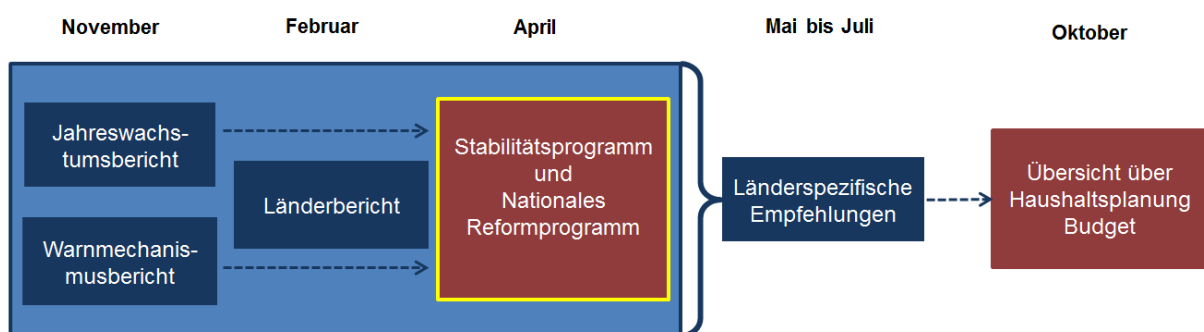 November
Februar
April
Mai bis Juli
Oktober
Jahreswachs-
tumsbericht
Warnmechanis-
musbericht
Länderbericht
Stabilitätsprogramm
und
Nationales
Reformprogramm
Länderspezifische
Empfehlungen
Übersicht über
Haushaltsplanung
Budget